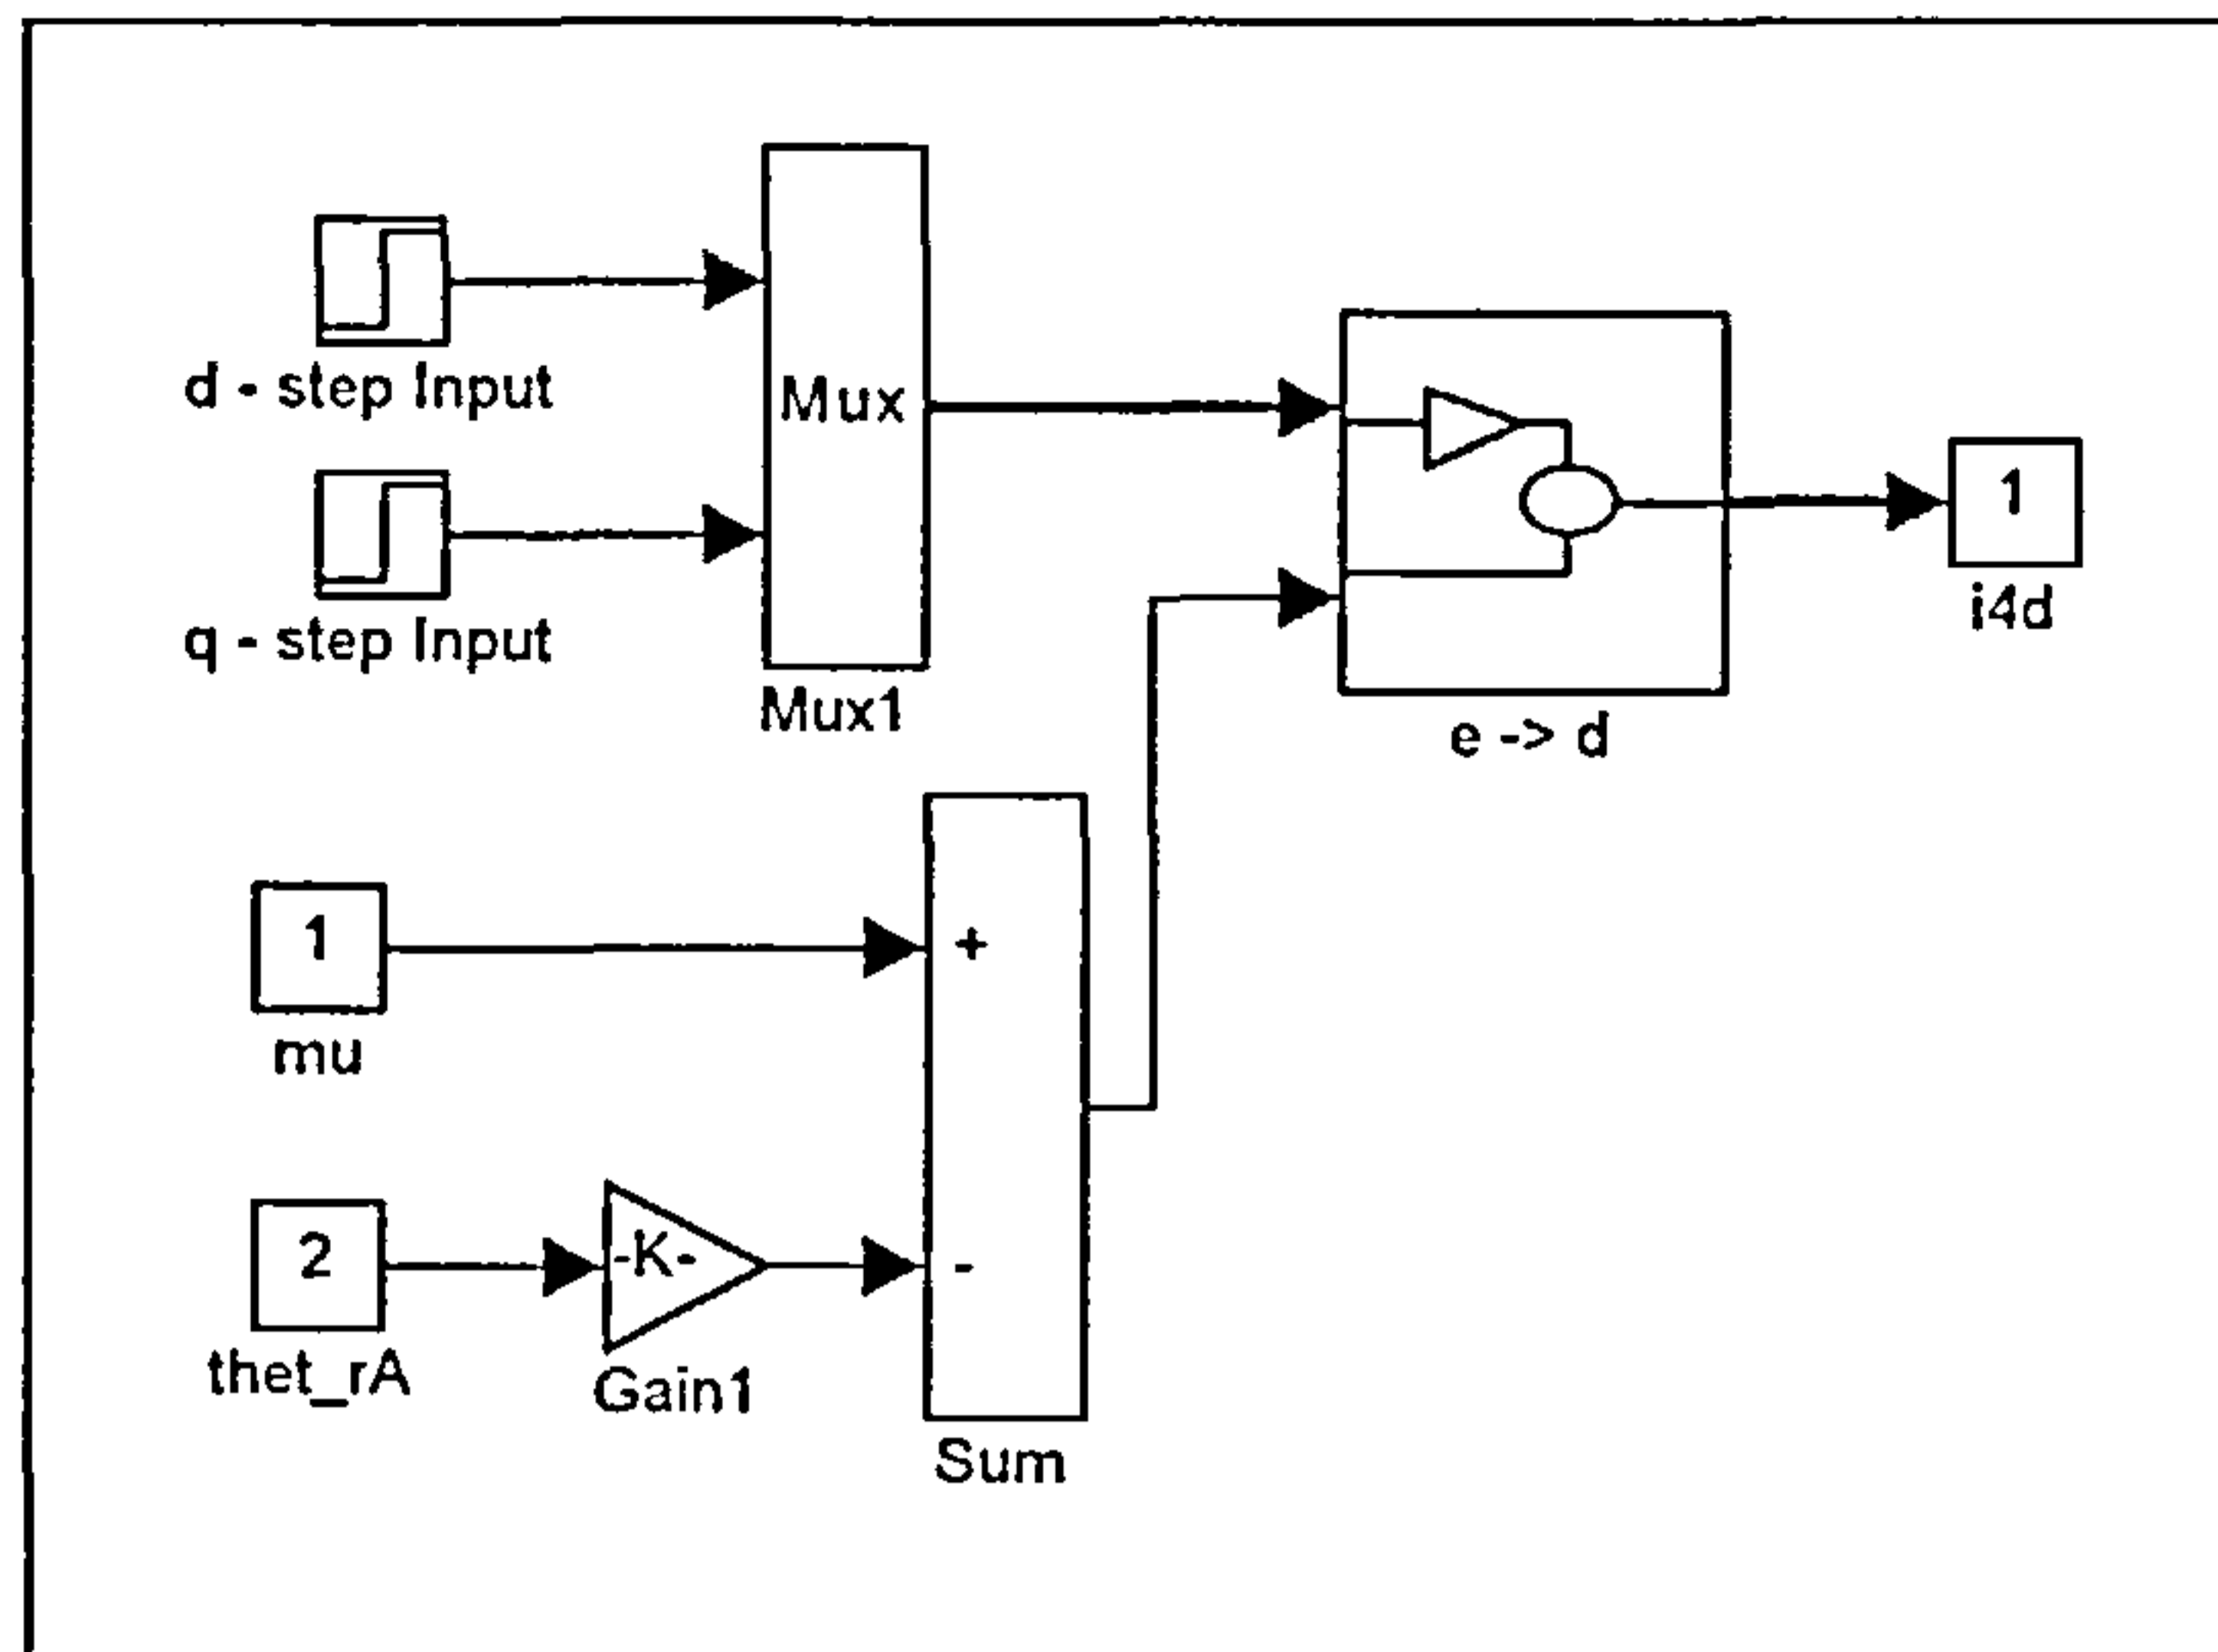 d - step Input
Mux
q - step Input
Mux1
e -> d
1
i4d
1
mu
+
2
thet_rA
-K-
Gain1
-
Sum